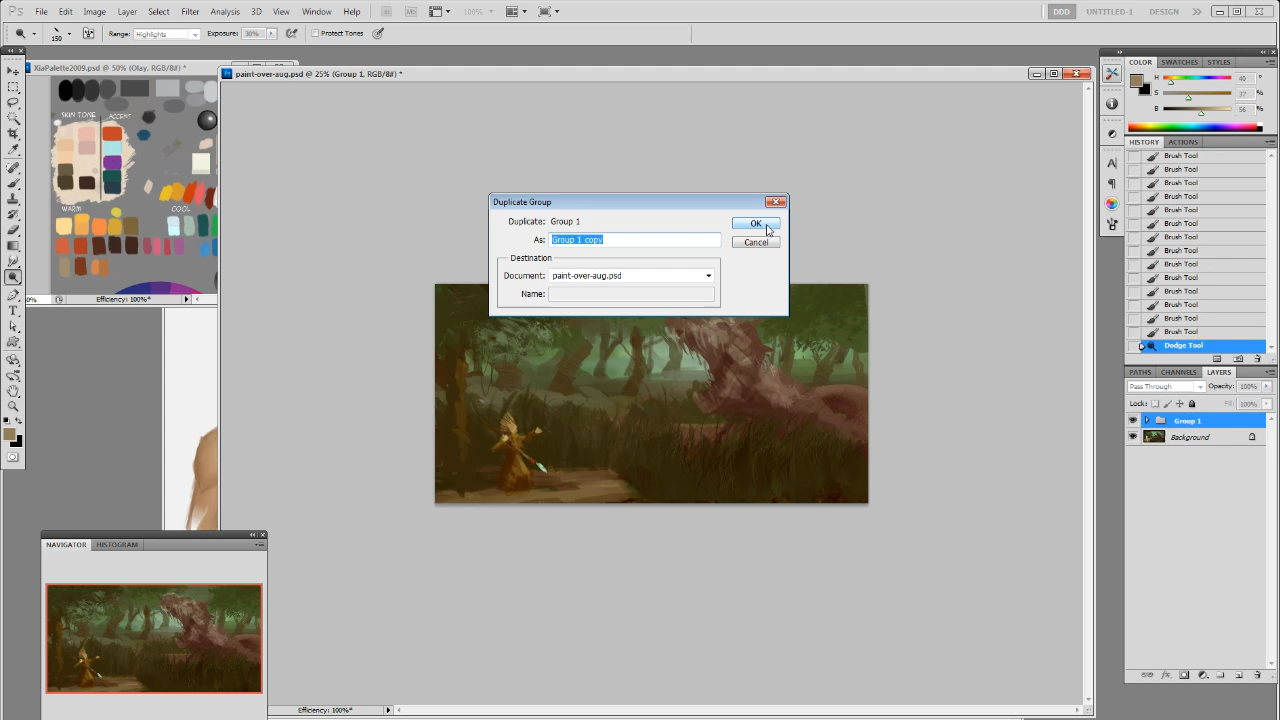 Ps File Edit Image Layer Select Filter Analysis 3D View Window Help 100% DDD UNTITLED-1 DESIGN
150 Range: Highlights Exposure: 30% Protect Tones
XiaPalette2009.psd @ 50% (Olay, RGB/8#) *
paint-over-aug.psd @ 25% (Group 1, RGB/8#) *
SKIN TONE ACCENT
WARM COOL
0% Efficiency: 100%*
Duplicate Group
Duplicate: Group 1
OK
As: Group 1 copy
Cancel
Destination
Document: paint-over-aug.psd
Name:
COLOR SWATCHES STYLES
H 40 °
S 37 %
B 56 %
HISTORY ACTIONS
Brush Tool
Brush Tool
Brush Tool
Brush Tool
Brush Tool
Brush Tool
Brush Tool
Brush Tool
Brush Tool
Brush Tool
Brush Tool
Brush Tool
Brush Tool
Brush Tool
Dodge Tool
PATHS CHANNELS LAYERS
Pass Through Opacity: 100%
Lock: Fill: 100%
Group 1
Background
NAVIGATOR HISTOGRAM
Efficiency: 100%*